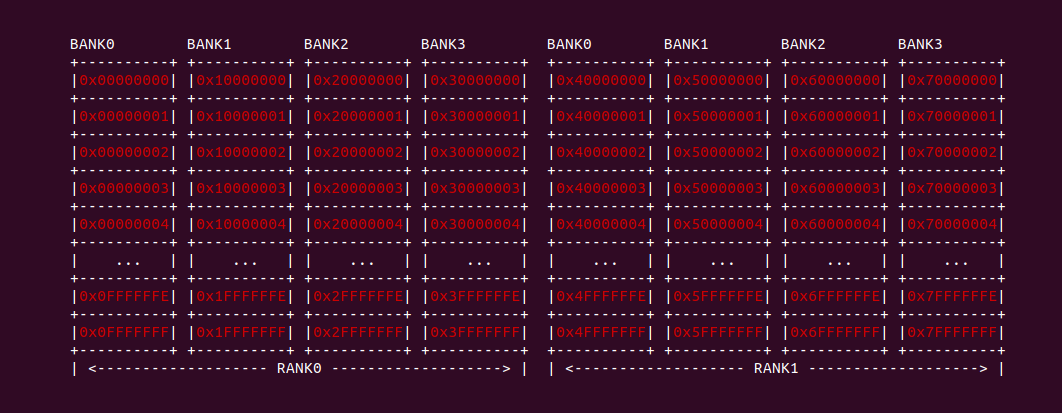 BANK0 BANK1 BANK2 BANK3 BANK0 BANK1 BANK2 BANK3
+----------+ +----------+ +----------+ +----------+ +----------+ +----------+ +----------+ +----------+
|0x00000000| |0x10000000| |0x20000000| |0x30000000| |0x40000000| |0x50000000| |0x60000000| |0x70000000|
+----------+ +----------+ +----------+ +----------+ +----------+ +----------+ +----------+ +----------+
|0x00000001| |0x10000001| |0x20000001| |0x30000001| |0x40000001| |0x50000001| |0x60000001| |0x70000001|
+----------+ +----------+ +----------+ +----------+ +----------+ +----------+ +----------+ +----------+
|0x00000002| |0x10000002| |0x20000002| |0x30000002| |0x40000002| |0x50000002| |0x60000002| |0x70000002|
+----------+ +----------+ +----------+ +----------+ +----------+ +----------+ +----------+ +----------+
|0x00000003| |0x10000003| |0x20000003| |0x30000003| |0x40000003| |0x50000003| |0x60000003| |0x70000003|
+----------+ +----------+ +----------+ +----------+ +----------+ +----------+ +----------+ +----------+
|0x00000004| |0x10000004| |0x20000004| |0x30000004| |0x40000004| |0x50000004| |0x60000004| |0x70000004|
+----------+ +----------+ +----------+ +----------+ +----------+ +----------+ +----------+ +----------+
| ... | | ... | | ... | | ... | | ... | | ... | | ... | | ... |
+----------+ +----------+ +----------+ +----------+ +----------+ +----------+ +----------+ +----------+
|0x0FFFFFFE| |0x1FFFFFFE| |0x2FFFFFFE| |0x3FFFFFFE| |0x4FFFFFFE| |0x5FFFFFFE| |0x6FFFFFFE| |0x7FFFFFFE|
+----------+ +----------+ +----------+ +----------+ +----------+ +----------+ +----------+ +----------+
|0x0FFFFFFF| |0x1FFFFFFF| |0x2FFFFFFF| |0x3FFFFFFF| |0x4FFFFFFF| |0x5FFFFFFF| |0x6FFFFFFF| |0x7FFFFFFF|
+----------+ +----------+ +----------+ +----------+ +----------+ +----------+ +----------+ +----------+
| <------------------- RANK0 -------------------> | | <------------------- RANK1 -------------------> |